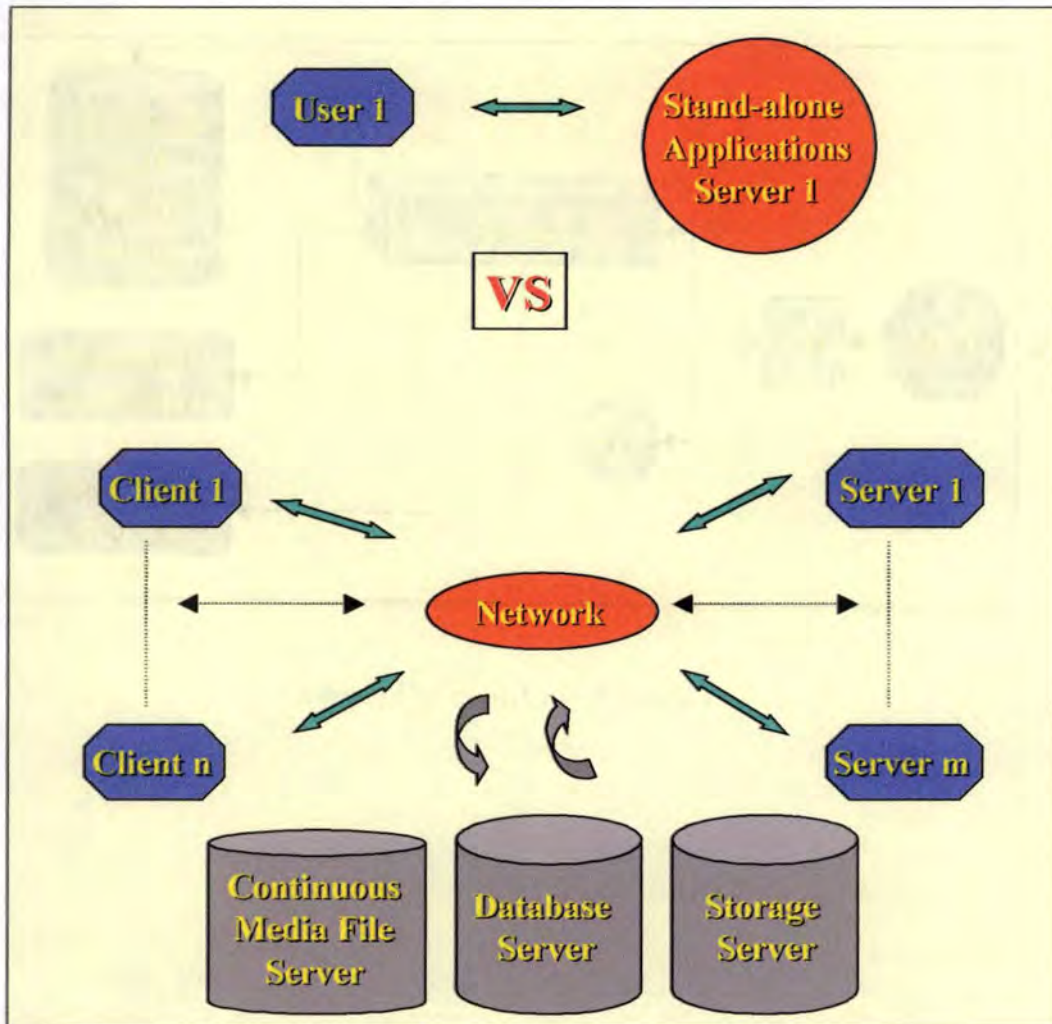 User 1
Stand-alone
Applications
Server 1
VS
Client 1
Server 1
Network
Client n
Server m
Continuous
Media File
Server
Database
Server
Storage
Server